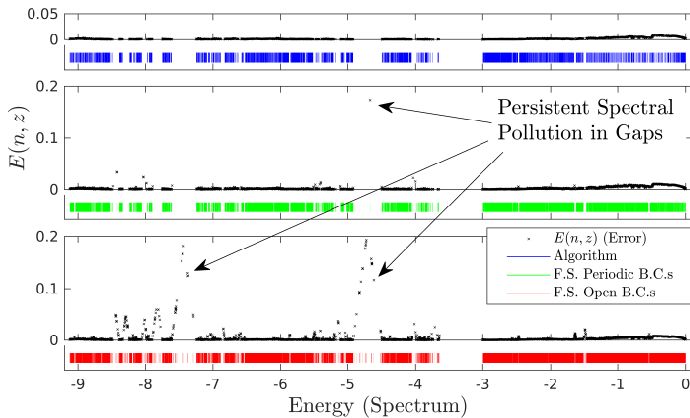 0.05
0
0.2
0.1
0
0.2
0.1
0
E(n, z)
Persistent Spectral
Pollution in Gaps
E(n, z) (Error)
Algorithm
F.S. Periodic B.C.s
F.S. Open B.C.s
-9 -8 -7 -6 -5 -4 -3 -2 -1 0
Energy (Spectrum)